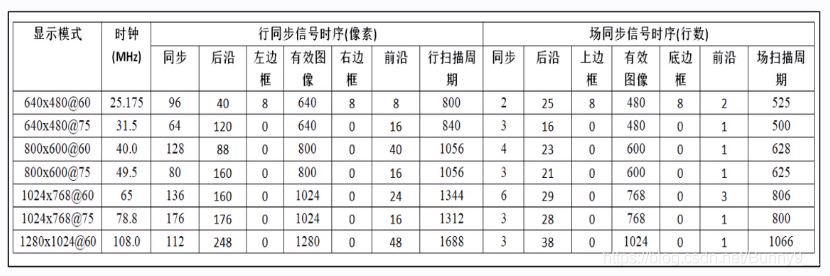 显示模式 时钟(MHz) 行同步信号时序(像素) 场同步信号时序(行数)
同步 后沿 左边框 有效图像 右边框 前沿 行扫描周期 同步 后沿 上边框 有效图像 底边框 前沿 场扫描周期
640x480@60 25.175 96 40 8 640 8 8 800 2 25 8 480 8 2 525
640x480@75 31.5 64 120 0 640 0 16 840 3 16 0 480 0 1 500
800x600@60 40.0 128 88 0 800 0 40 1056 4 23 0 600 0 1 628
800x600@75 49.5 80 160 0 800 0 16 1056 3 21 0 600 0 1 625
1024x768@60 65 136 160 0 1024 0 24 1344 6 29 0 768 0 3 806
1024x768@75 78.8 176 176 0 1024 0 16 1312 3 28 0 768 0 1 800
1280x1024@60 108.0 112 248 0 1280 0 48 1688 3 38 0 1024 0 1 1066
https://blog.csdn.net/Bunny9__